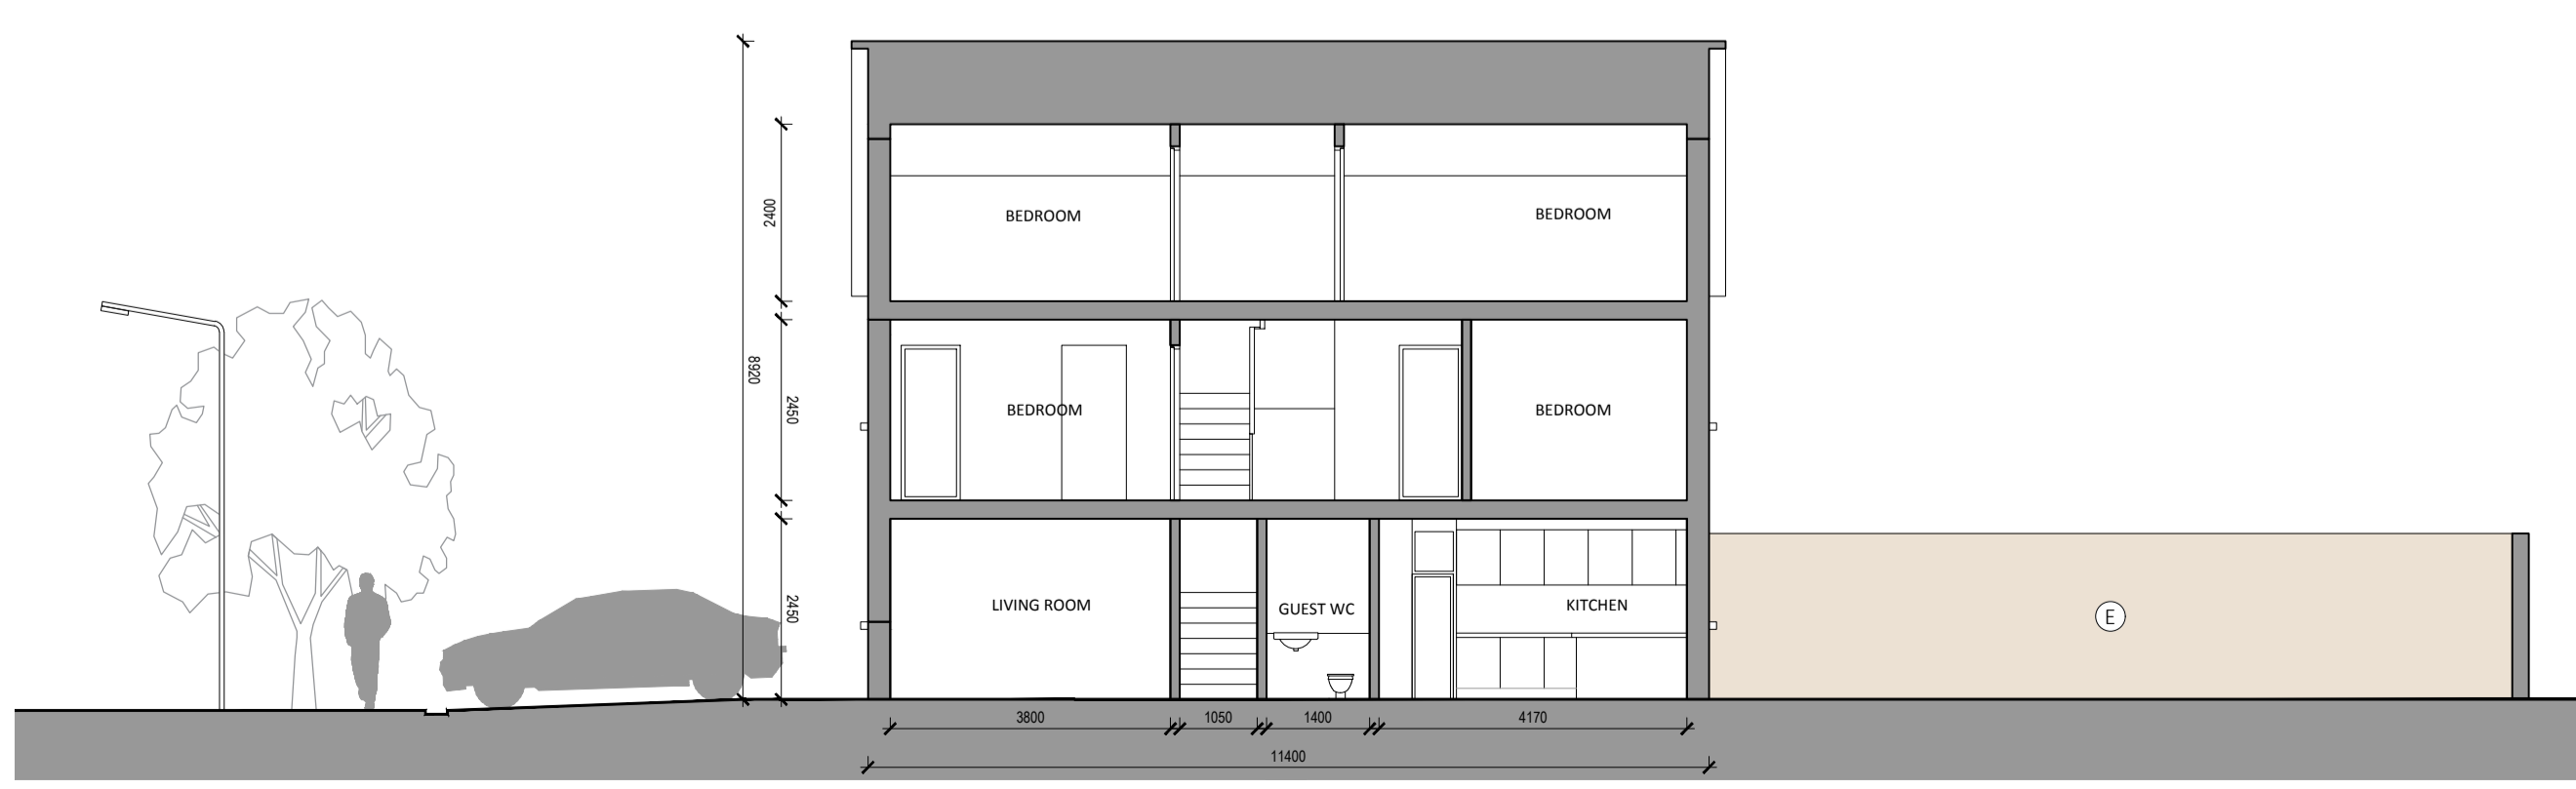 2400
BEDROOM
BEDROOM
8920
2450
BEDROOM
BEDROOM
2450
LIVING ROOM
GUEST WC
KITCHEN
E
3800
1050
1400
4170
11400